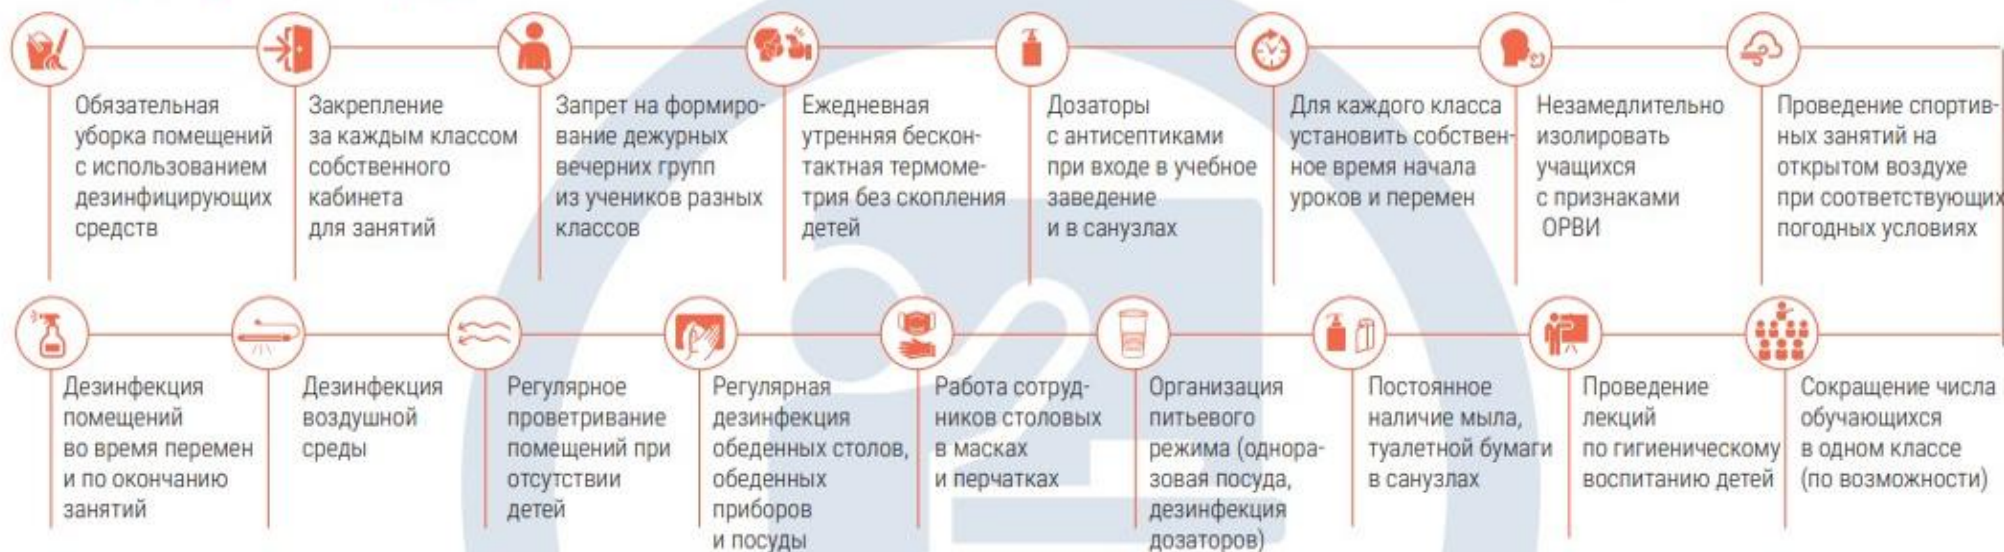 Обязательная
уборка помещений
с использованием
дезинфицирующих
средств
Закрепление
за каждым классом
собственного
кабинета
для занятий
Запрет на формиро-
вание дежурных
вечерних групп
из учеников разных
классов
Ежедневная
утренняя бескон-
тактная термоме-
трия без скопления
детей
Дозаторы
с антисептиками
при входе в учебное
заведение
и в санузлах
Для каждого класса
установить собствен-
ное время начала
уроков и перемен
Незамедлительно
изолировать
учащихся
с признаками
ОРВИ
Проведение спортив-
ных занятий на
открытом воздухе
при соответствующих
погодных условиях
Дезинфекция
помещений
во время перемен
и по окончанию
занятий
Дезинфекция
воздушной
среды
Регулярное
проветривание
помещений при
отсутствии
детей
Регулярная
дезинфекция
обеденных столов,
обеденных
приборов
и посуды
Работа сотруд-
ников столовых
в масках
и перчатках
Организация
питьевого
режима (однора-
зовая посуда,
дезинфекция
дозаторов)
Постоянное
наличие мыла,
туалетной бумаги
в санузлах
Проведение
лекций
по гигиеническому
воспитанию детей
Сокращение числа
обучающихся
в одном классе
(по возможности)